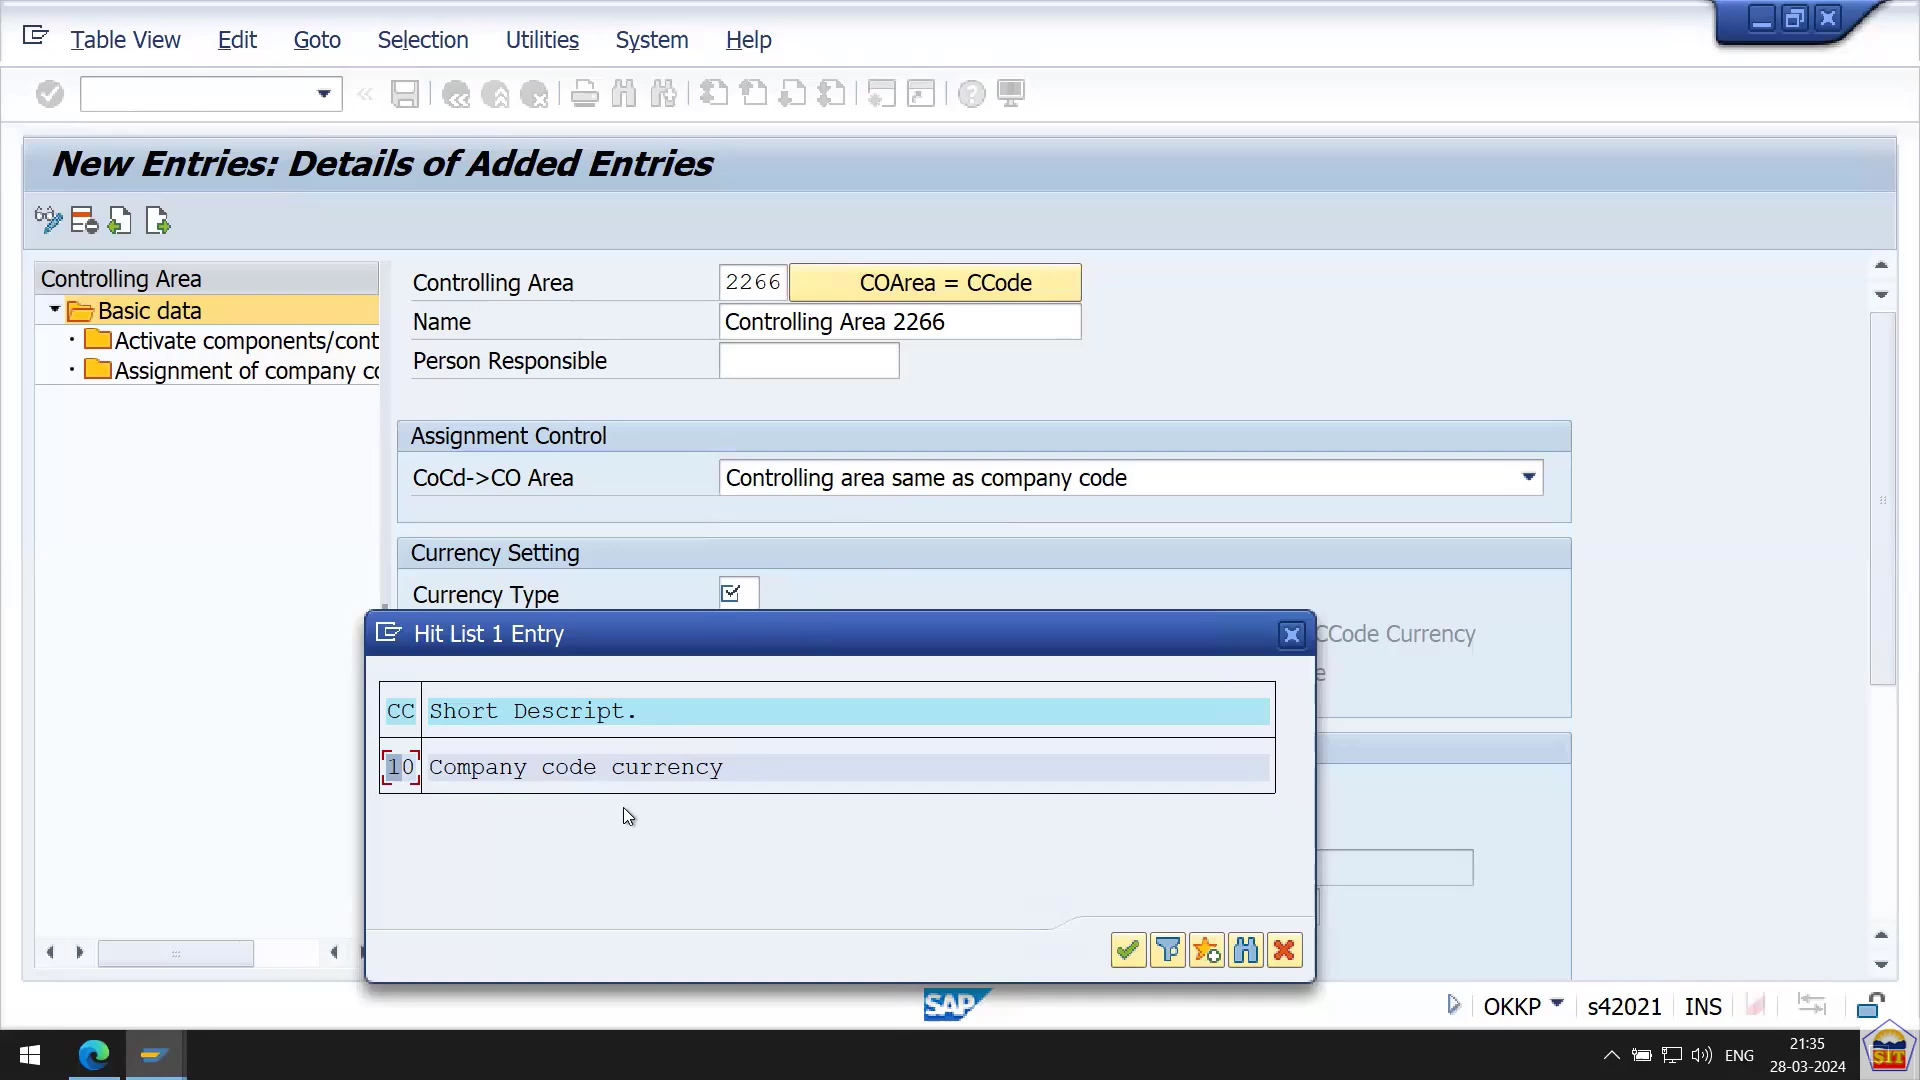 Table View Edit Goto Selection Utilities System Help
New Entries: Details of Added Entries
Controlling Area
Basic data
Activate components/cont
Assignment of company co
Controlling Area 2266 COArea = CCode
Name Controlling Area 2266
Person Responsible
Assignment Control
CoCd->CO Area Controlling area same as company code
Currency Setting
Currency Type
CCode Currency
e
Hit List 1 Entry
CC Short Descript.
10 Company code currency
SAP
OKKP s42021 INS
ENG
21:35
28-03-2024
SIT